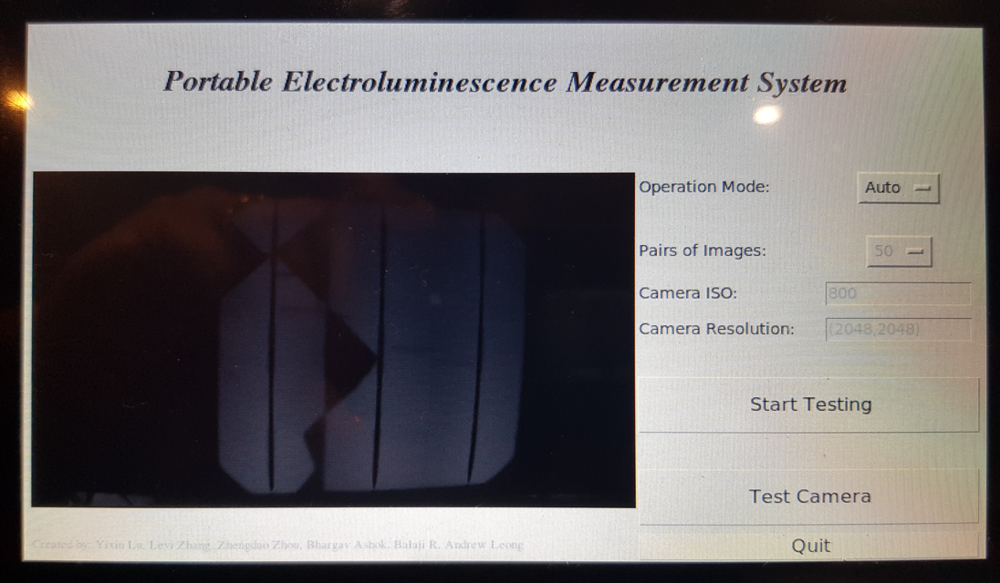 Portable Electroluminescence Measurement System
Operation Mode: Auto
Pairs of Images: 50
Camera ISO: 800
Camera Resolution: (2048,2048)
Start Testing
Test Camera
Created by: Yixin Lu, Levi Zhang, Zhengdao Zhou, Bhargav Ashok, Balaji R, Andrew Leong
Quit